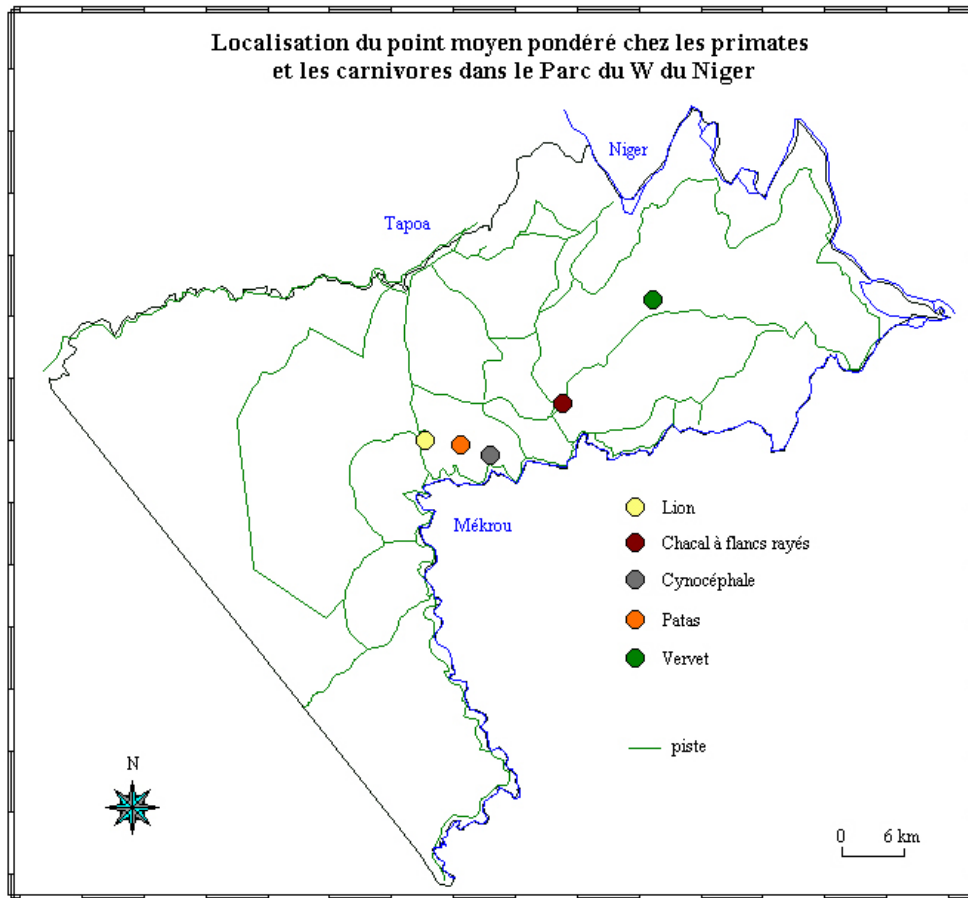 Localisation du point moyen pondéré chez les primates
et les carnivores dans le Parc du W du Niger
Niger
Tapoa
Mékrou
Lion
Chacal à flancs rayés
Cynocéphale
Patas
Vervet
piste
N
0 6 km